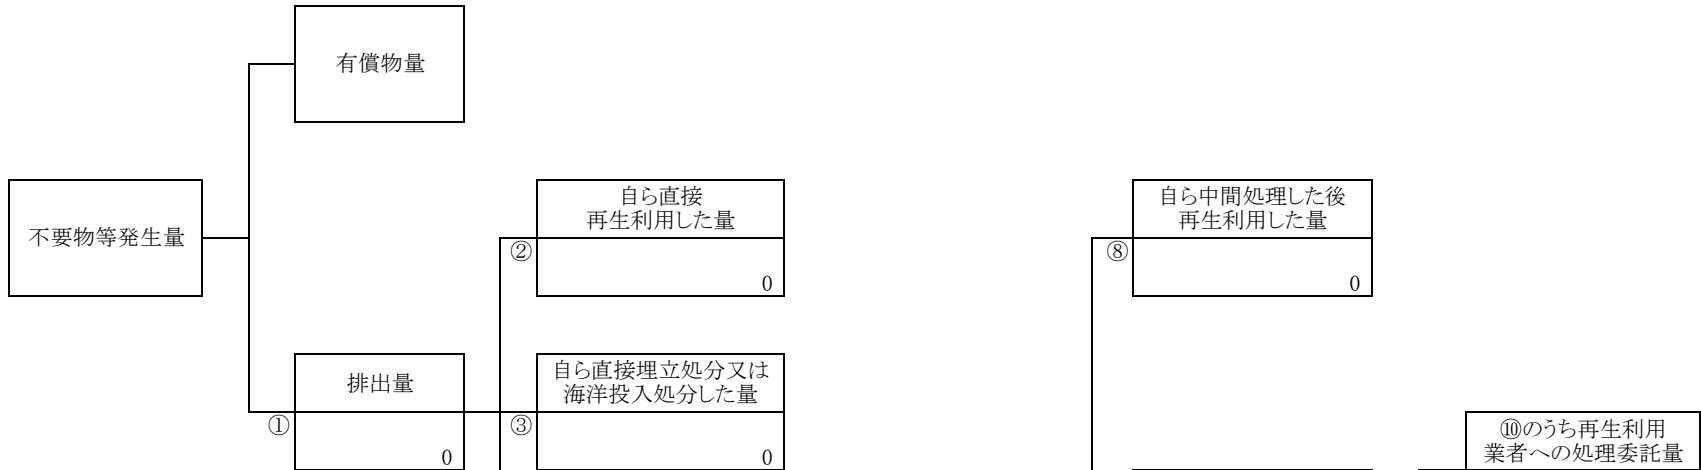 有償物量
不要物等発生量
自ら直接
再生利用した量
②
0
自ら中間処理した後
再生利用した量
⑧
0
排出量
①
0
自ら直接埋立処分又は
海洋投入処分した量
③
0
⑩のうち再生利用
業者への処理委託量